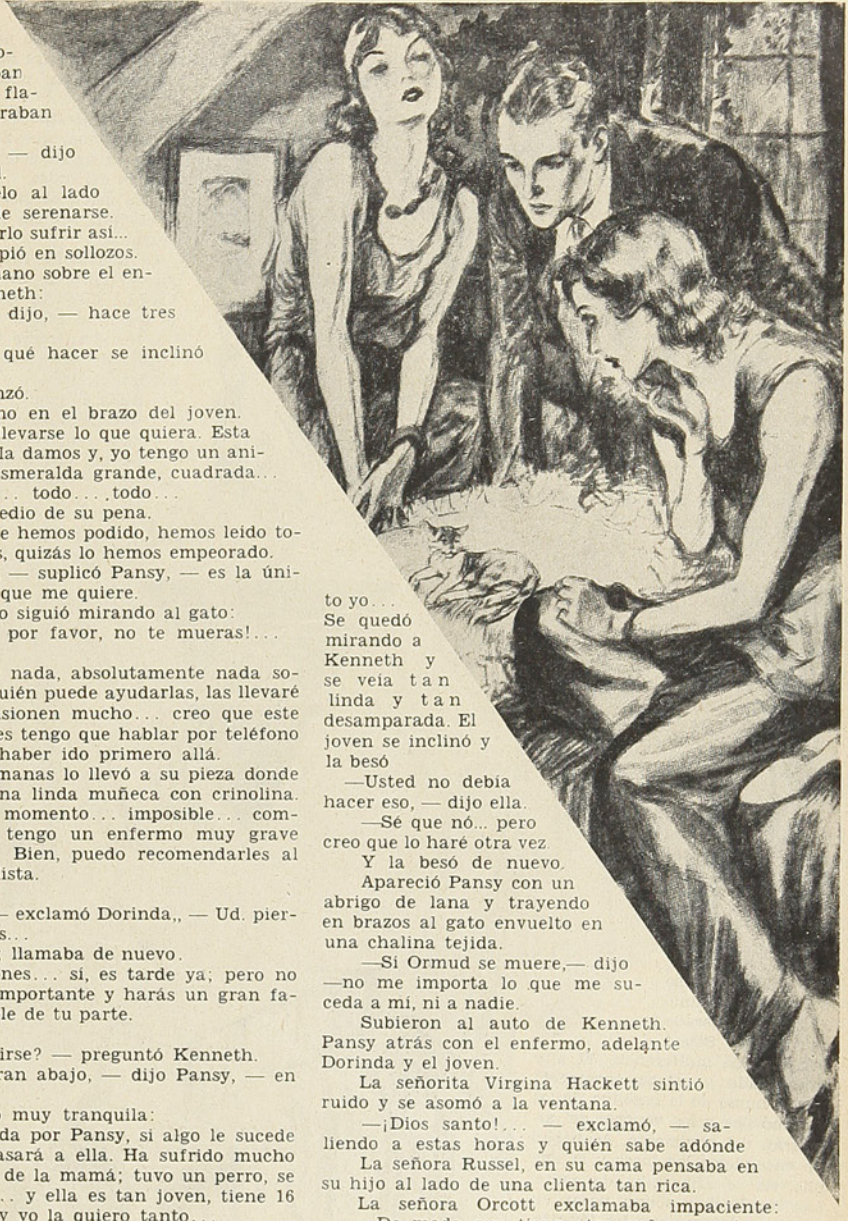 o-
ban
fla-
raban
— dijo
elo al lado
e serenarse.
rlo sufrir así...
pió en sollozos.
ano sobre el en-
neth:
dijo, — hace tres
qué hacer se inclinó
nzó.
no en el brazo del joven.
llevarse lo que quiera. Esta
la damos y, yo tengo un ani-
smeralda grande, cuadrada...
.. todo....,todo...
edio de su pena.
e hemos podido, hemos leído to-
s, quizás lo hemos empeorado.
— suplicó Pansy, — es la úni-
que me quiere.
o siguió mirando al gato:
por favor, no te mueras!...
nada, absolutamente nada so-
uién puede ayudarlas, las llevaré
sionen mucho... creo que este
es tengo que hablar por teléfono
haber ido primero allá.
manas lo llevó a su pieza donde
na linda muñeca con crinolina.
momento... imposible... com-
tengo un enfermo muy grave
Bien, puedo recomendarles al
ista.
— exclamó Dorinda,, — Ud. pier-
s...
llamaba de nuevo.
nes... sí, es tarde ya; pero no
mportante y harás un gran fa-
le de tu parte.
irse? — preguntó Kenneth.
ran abajo, — dijo Pansy, — en
o muy tranquila:
da por Pansy, si algo le sucede
asará a ella. Ha sufrido mucho
de la mamá; tuvo un perro, se
.. y ella es tan joven, tiene 16
y yo la quiero tanto...
to yo...
Se quedó
mirando a
Kenneth y
se veía tan
linda y tan
desamparada. El
joven se inclinó y
la besó
—Usted no debía
hacer eso, — dijo ella.
—Sé que nó... pero
creo que lo haré otra vez.
Y la besó de nuevo.
Apareció Pansy con un
abrigo de lana y trayendo
en brazos al gato envuelto en
una chalina tejida.
—Si Ormud se muere,— dijo
—no me importa lo que me su-
ceda a mí, ni a nadie.
Subieron al auto de Kenneth.
Pansy atrás con el enfermo, adelante
Dorinda y el joven.
La señorita Virgina Hackett sintió
ruido y se asomó a la ventana.
—¡Dios santo!... — exclamó, — sa-
liendo a estas horas y quién sabe adónde
La señora Russel, en su cama pensaba en
su hijo al lado de una clienta tan rica.
La señora Orcott exclamaba impaciente: